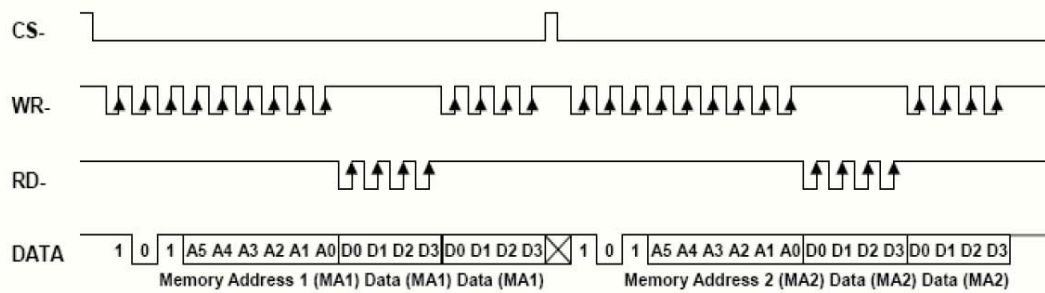 CS-
WR-
RD-
DATA 1 0 1 A5 A4 A3 A2 A1 A0 D0 D1 D2 D3 D0 D1 D2 D3 1 0 1 A5 A4 A3 A2 A1 A0 D0 D1 D2 D3 D0 D1 D2 D3
Memory Address 1 (MA1) Data (MA1) Data (MA1) Memory Address 2 (MA2) Data (MA2) Data (MA2)